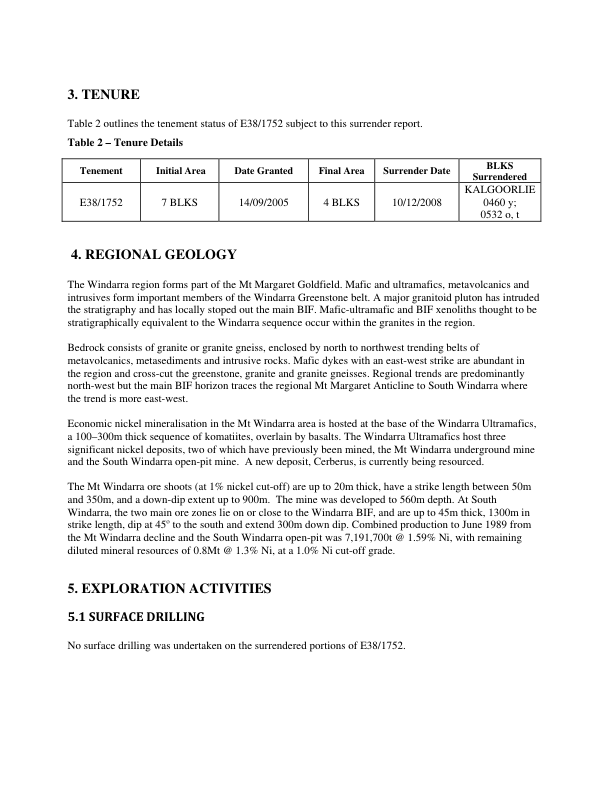 3. TENURE
Table 2 outlines the tenement status of E38/1752 subject to this surrender report.
Table 2 – Tenure Details
Tenement Initial Area Date Granted Final Area Surrender Date BLKS Surrendered
E38/1752 7 BLKS 14/09/2005 4 BLKS 10/12/2008 KALGOORLIE 0460 y; 0532 o, t
4. REGIONAL GEOLOGY
The Windarra region forms part of the Mt Margaret Goldfield. Mafic and ultramafics, metavolcanics and
intrusives form important members of the Windarra Greenstone belt. A major granitoid pluton has intruded
the stratigraphy and has locally stoped out the main BIF. Mafic-ultramafic and BIF xenoliths thought to be
stratigraphically equivalent to the Windarra sequence occur within the granites in the region.
Bedrock consists of granite or granite gneiss, enclosed by north to northwest trending belts of
metavolcanics, metasediments and intrusive rocks. Mafic dykes with an east-west strike are abundant in
the region and cross-cut the greenstone, granite and granite gneisses. Regional trends are predominantly
north-west but the main BIF horizon traces the regional Mt Margaret Anticline to South Windarra where
the trend is more east-west.
Economic nickel mineralisation in the Mt Windarra area is hosted at the base of the Windarra Ultramafics,
a 100–300m thick sequence of komatiites, overlain by basalts. The Windarra Ultramafics host three
significant nickel deposits, two of which have previously been mined, the Mt Windarra underground mine
and the South Windarra open-pit mine. A new deposit, Cerberus, is currently being resourced.
The Mt Windarra ore shoots (at 1% nickel cut-off) are up to 20m thick, have a strike length between 50m
and 350m, and a down-dip extent up to 900m. The mine was developed to 560m depth. At South
Windarra, the two main ore zones lie on or close to the Windarra BIF, and are up to 45m thick, 1300m in
strike length, dip at 45º to the south and extend 300m down dip. Combined production to June 1989 from
the Mt Windarra decline and the South Windarra open-pit was 7,191,700t @ 1.59% Ni, with remaining
diluted mineral resources of 0.8Mt @ 1.3% Ni, at a 1.0% Ni cut-off grade.
5. EXPLORATION ACTIVITIES
5.1 SURFACE DRILLING
No surface drilling was undertaken on the surrendered portions of E38/1752.